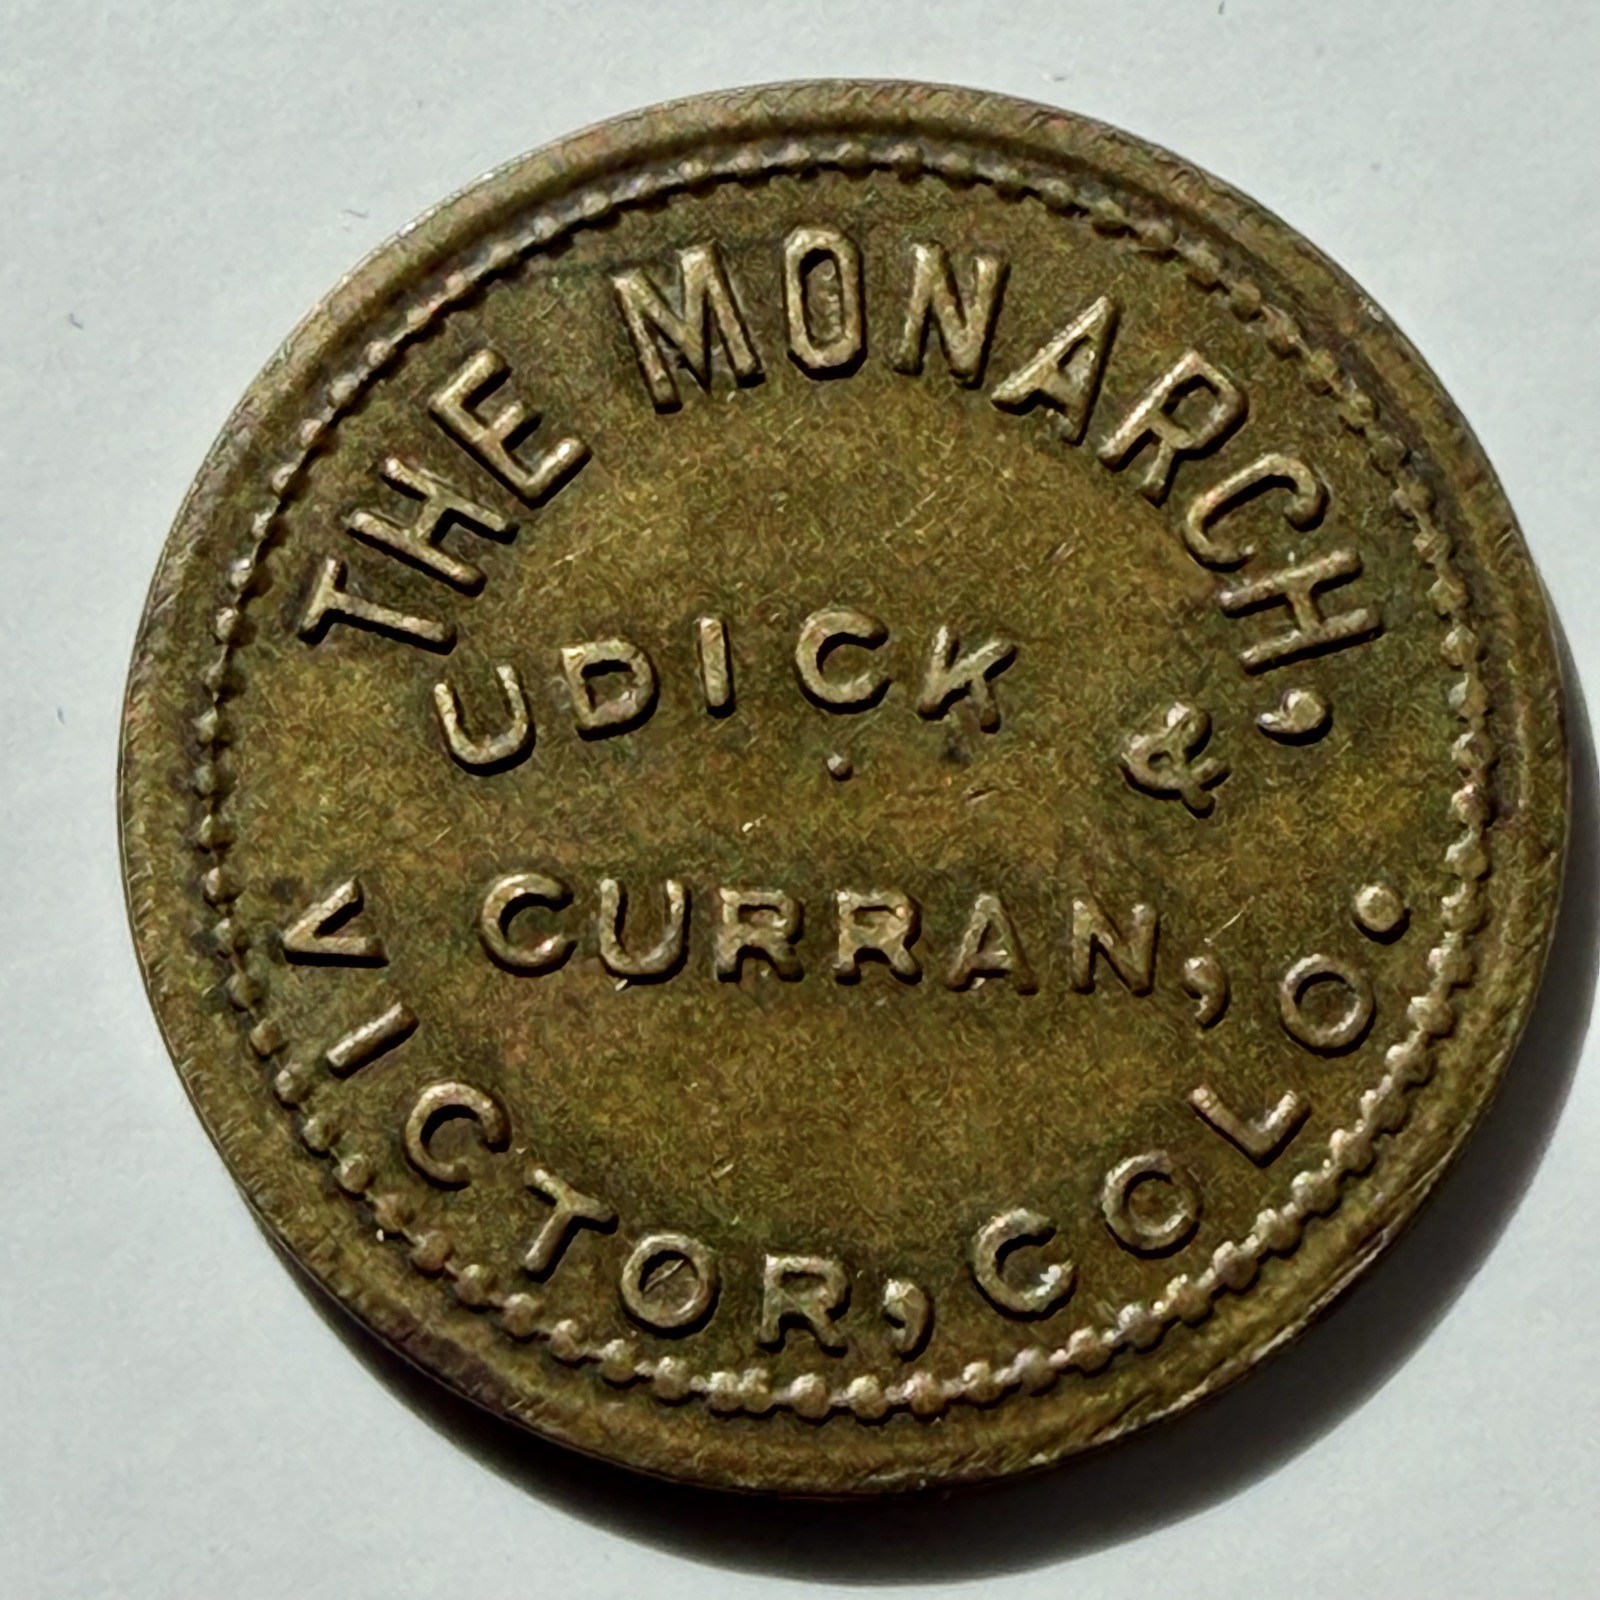 THE MONARCH,
UDICK &
CURRAN,
VICTOR, COLO.